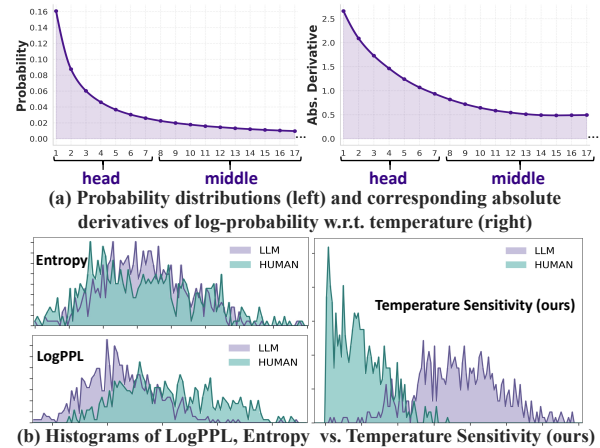 0.16
0.14
0.12
0.10
0.08
0.06
0.04
0.02
0.00
Probability
1 2 3 4 5 6 7 8 9 10 11 12 13 14 15 16 17 ...
head middle
2.5
2.0
1.5
1.0
0.5
0.0
Abs. Derivative
1 2 3 4 5 6 7 8 9 10 11 12 13 14 15 16 17 ...
head middle
(a) Probability distributions (left) and corresponding absolute
derivatives of log-probability w.r.t. temperature (right)
Entropy
LLM
HUMAN
LogPPL
LLM
HUMAN
LLM
HUMAN
Temperature Sensitivity (ours)
(b) Histograms of LogPPL, Entropy vs. Temperature Sensitivity (ours)